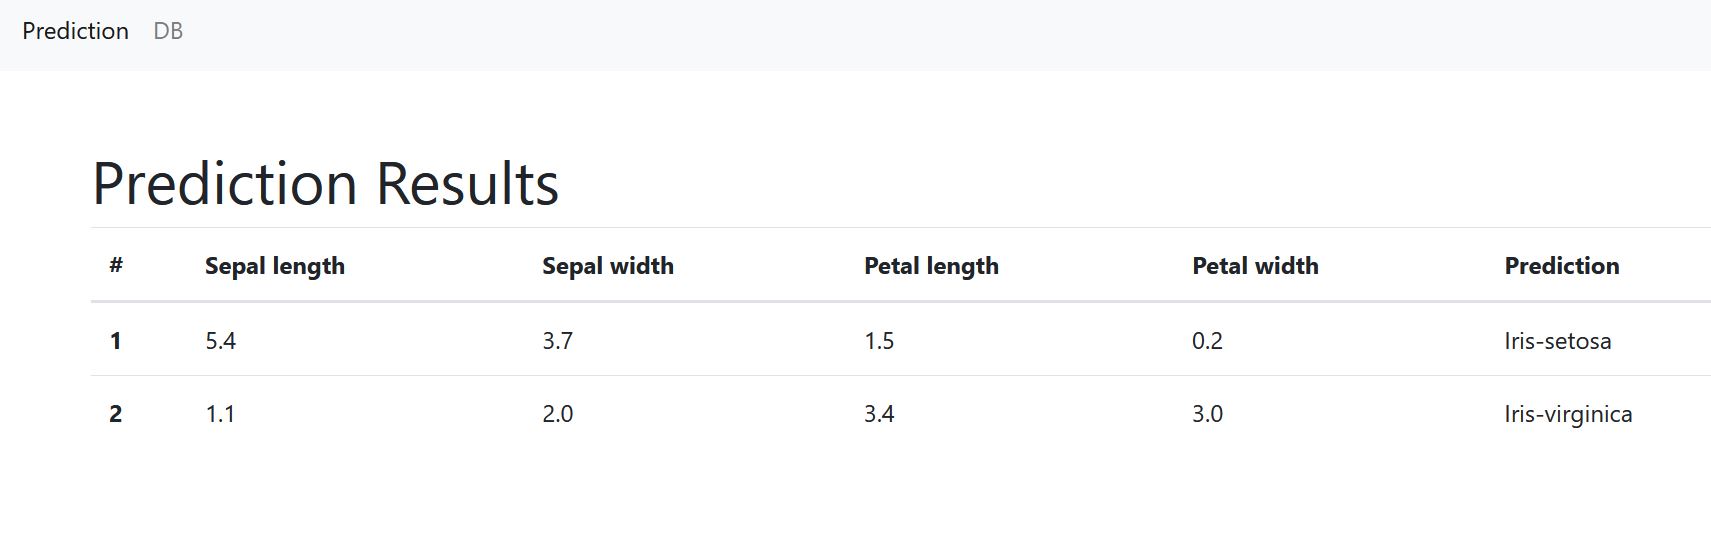 Prediction DB
Prediction Results
# Sepal length Sepal width Petal length Petal width Prediction
1 5.4 3.7 1.5 0.2 Iris-setosa
2 1.1 2.0 3.4 3.0 Iris-virginica